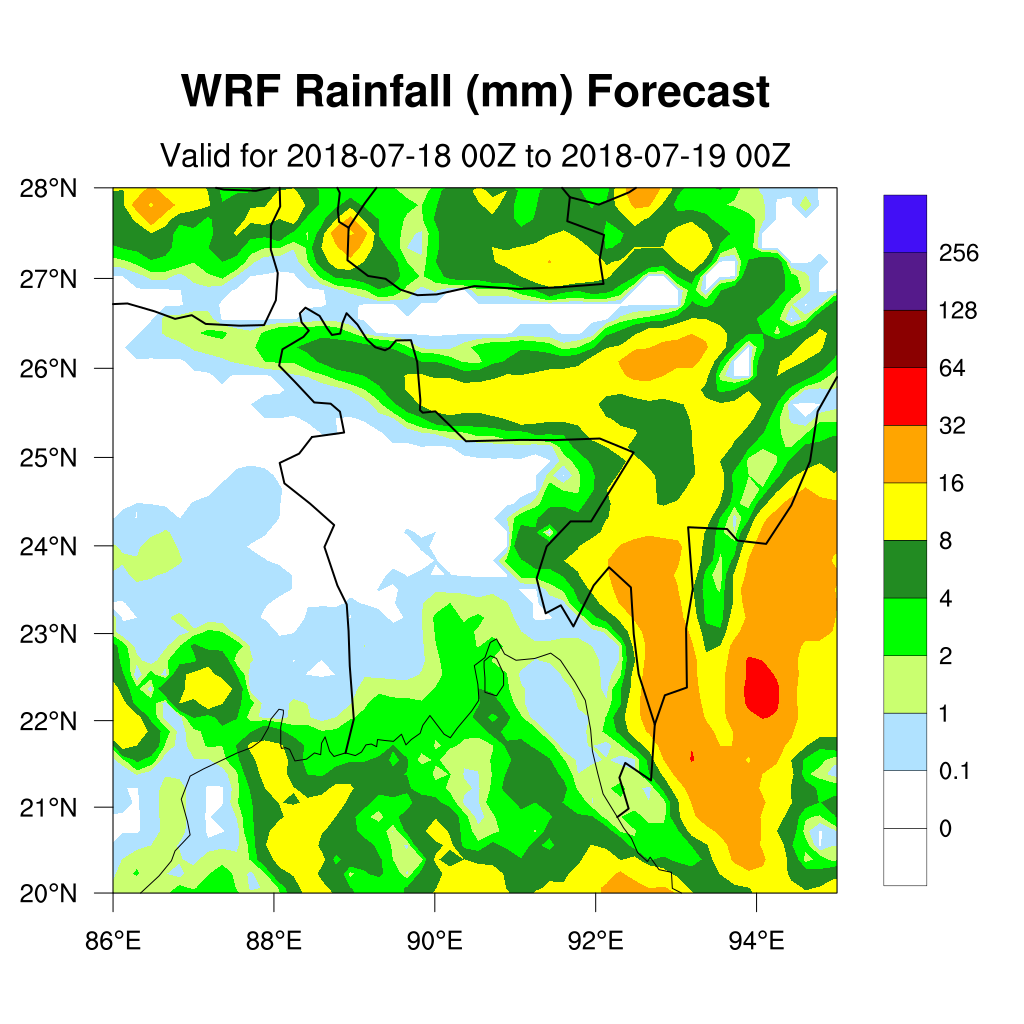 WRF Rainfall (mm) Forecast
Valid for 2018-07-18 00Z to 2018-07-19 00Z
28°N
27°N
26°N
25°N
24°N
23°N
22°N
21°N
20°N
86°E
88°E
90°E
92°E
94°E
256
128
64
32
16
8
4
2
1
0.1
0